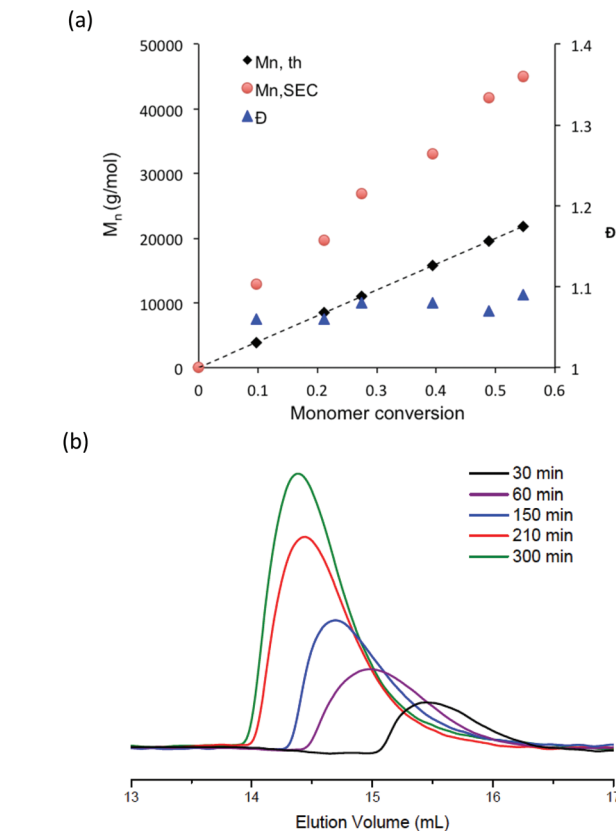 (a)
50000
40000
30000
20000
10000
0
Mn (g/mol)
Mn, th
Mn,SEC
Đ
1.4
1.3
1.2
1.1
1
Đ
0 0.1 0.2 0.3 0.4 0.5 0.6
Monomer conversion
(b)
30 min
60 min
150 min
210 min
300 min
13 14 15 16 17
Elution Volume (mL)